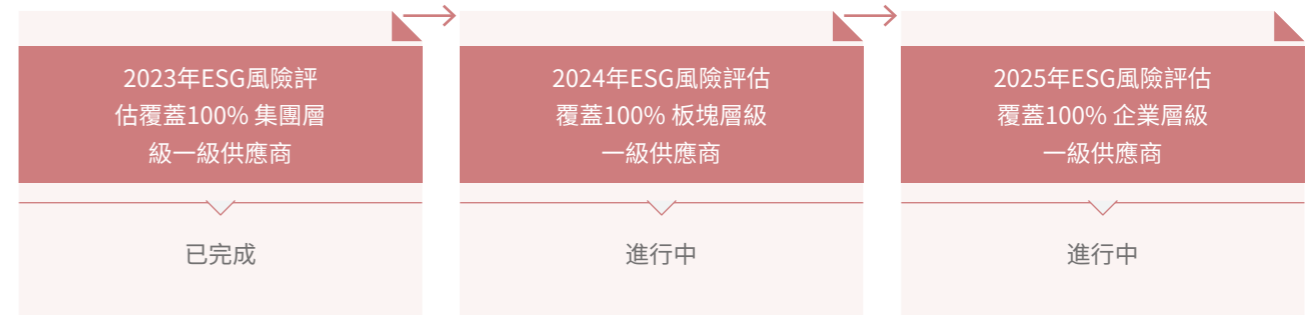 2023年ESG風險評
估覆蓋100% 集團層
級一級供應商
已完成
2024年ESG風險評估
覆蓋100% 板塊層級
一級供應商
進行中
2025年ESG風險評估
覆蓋100% 企業層級
一級供應商
進行中